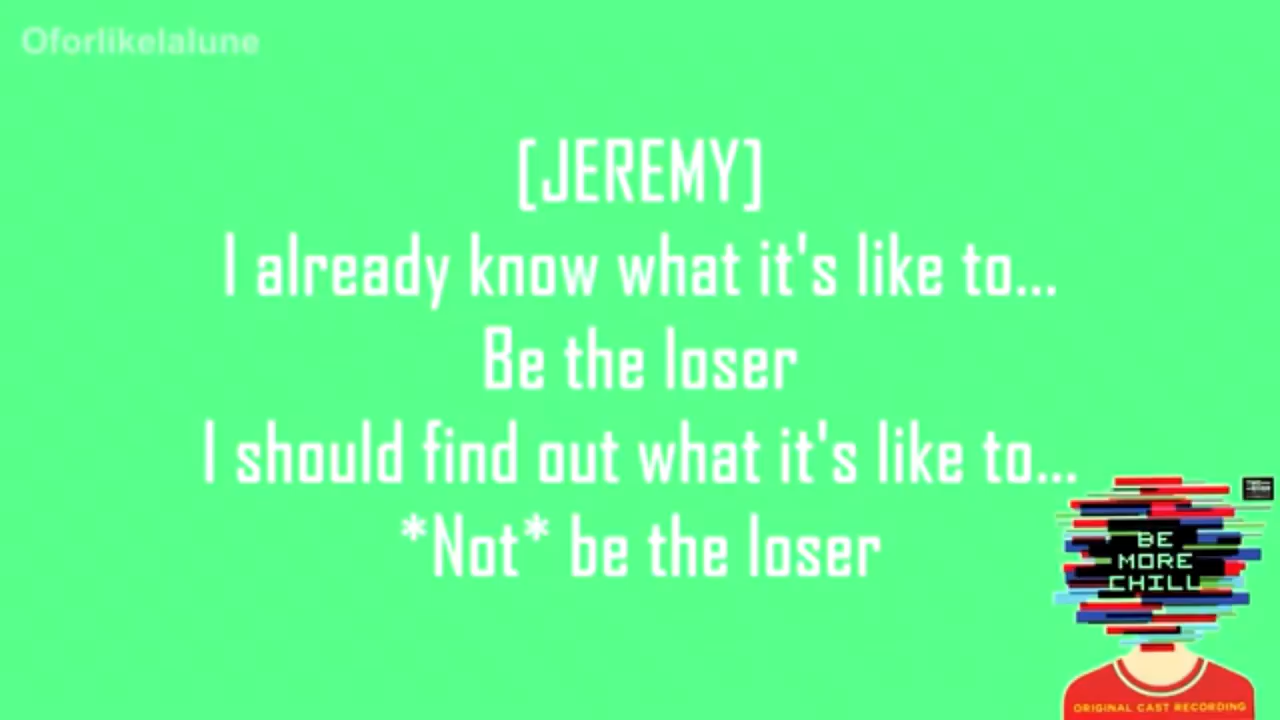 Oforlikelalune
[JEREMY]
I already know what it's like to...
Be the loser
I should find out what it's like to...
*Not* be the loser
BE
MORE
CHILL
ORIGINAL CAST RECORDING